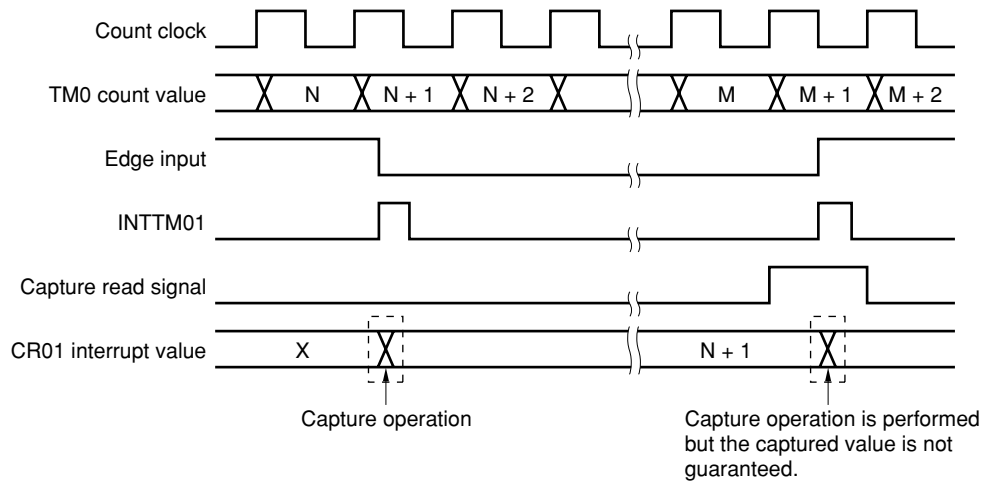 Count clock
TM0 count value
N
N + 1
N + 2
M
M + 1
M + 2
Edge input
INTTM01
Capture read signal
CR01 interrupt value
X
N + 1
Capture operation
Capture operation is performed
but the captured value is not
guaranteed.